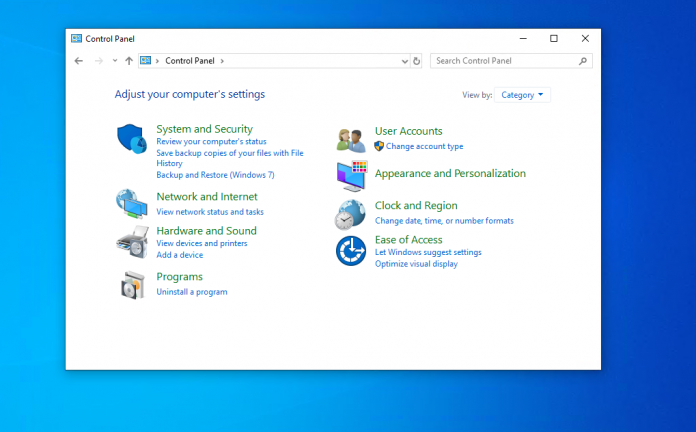 Control Panel
Control Panel
Search Control Panel
Adjust your computer's settings
View by: Category
System and Security
Review your computer's status
Save backup copies of your files with File
History
Backup and Restore (Windows 7)
Network and Internet
View network status and tasks
Hardware and Sound
View devices and printers
Add a device
Programs
Uninstall a program
User Accounts
Change account type
Appearance and Personalization
Clock and Region
Change date, time, or number formats
Ease of Access
Let Windows suggest settings
Optimize visual display